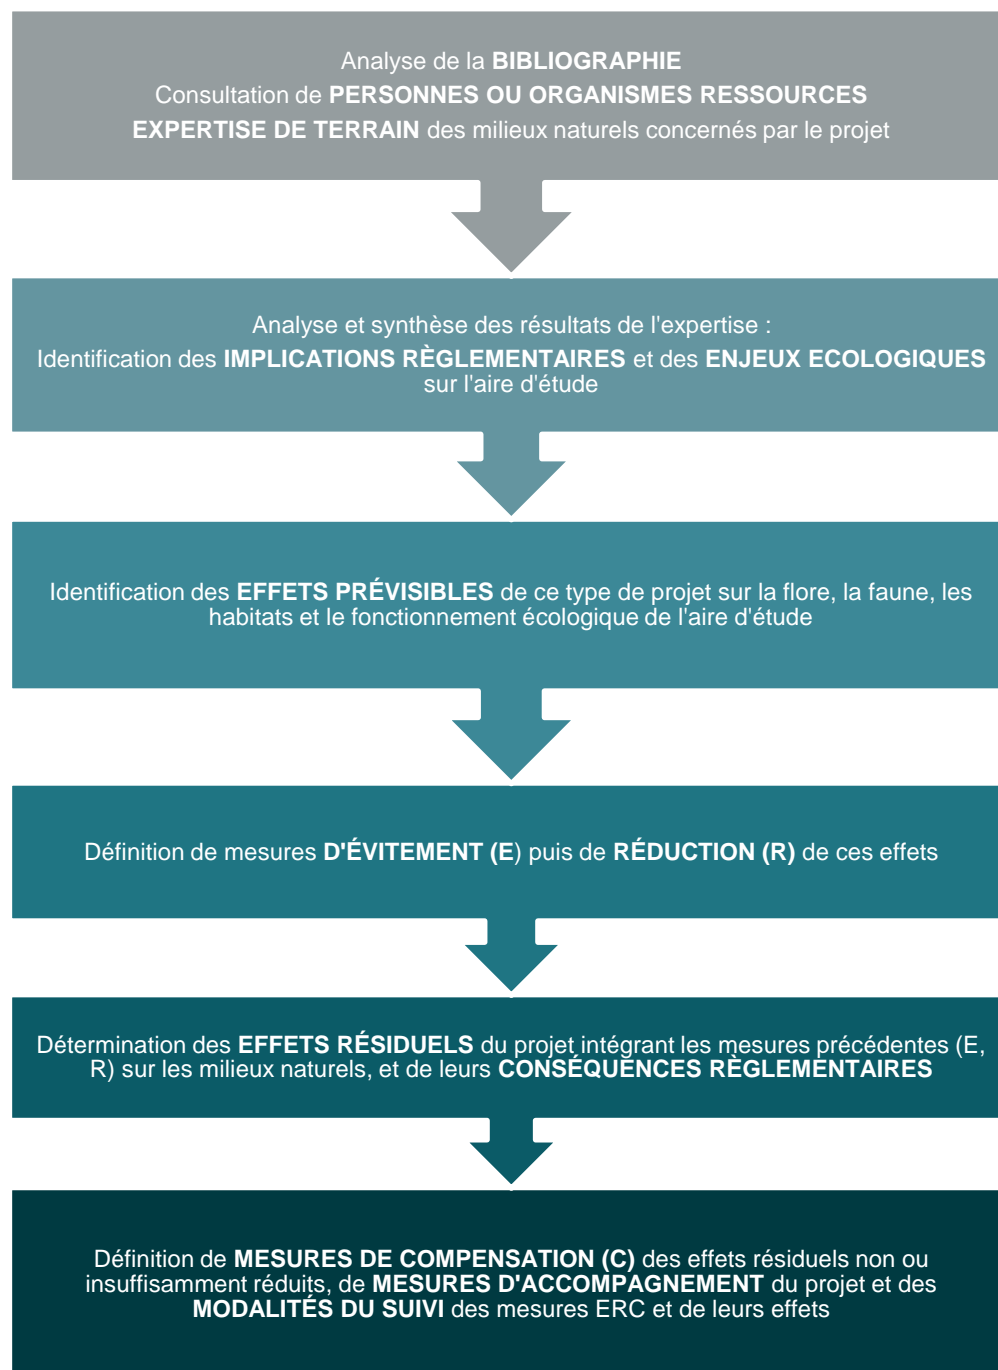 Analyse de la BIBLIOGRAPHIE
Consultation de PERSONNES OU ORGANISMES RESSOURCES
EXPERTISE DE TERRAIN des milieux naturels concernés par le projet
Analyse et synthèse des résultats de l'expertise :
Identification des IMPLICATIONS RÈGLEMENTAIRES et des ENJEUX ECOLOGIQUES
sur l'aire d'étude
Identification des EFFETS PRÉVISIBLES de ce type de projet sur la flore, la faune, les
habitats et le fonctionnement écologique de l'aire d'étude
Définition de mesures D'ÉVITEMENT (E) puis de RÉDUCTION (R) de ces effets
Détermination des EFFETS RÉSIDUELS du projet intégrant les mesures précédentes (E,
R) sur les milieux naturels, et de leurs CONSÉQUENCES RÈGLEMENTAIRES
Définition de MESURES DE COMPENSATION (C) des effets résiduels non ou
insuffisamment réduits, de MESURES D'ACCOMPAGNEMENT du projet et des
MODALITÉS DU SUIVI des mesures ERC et de leurs effets